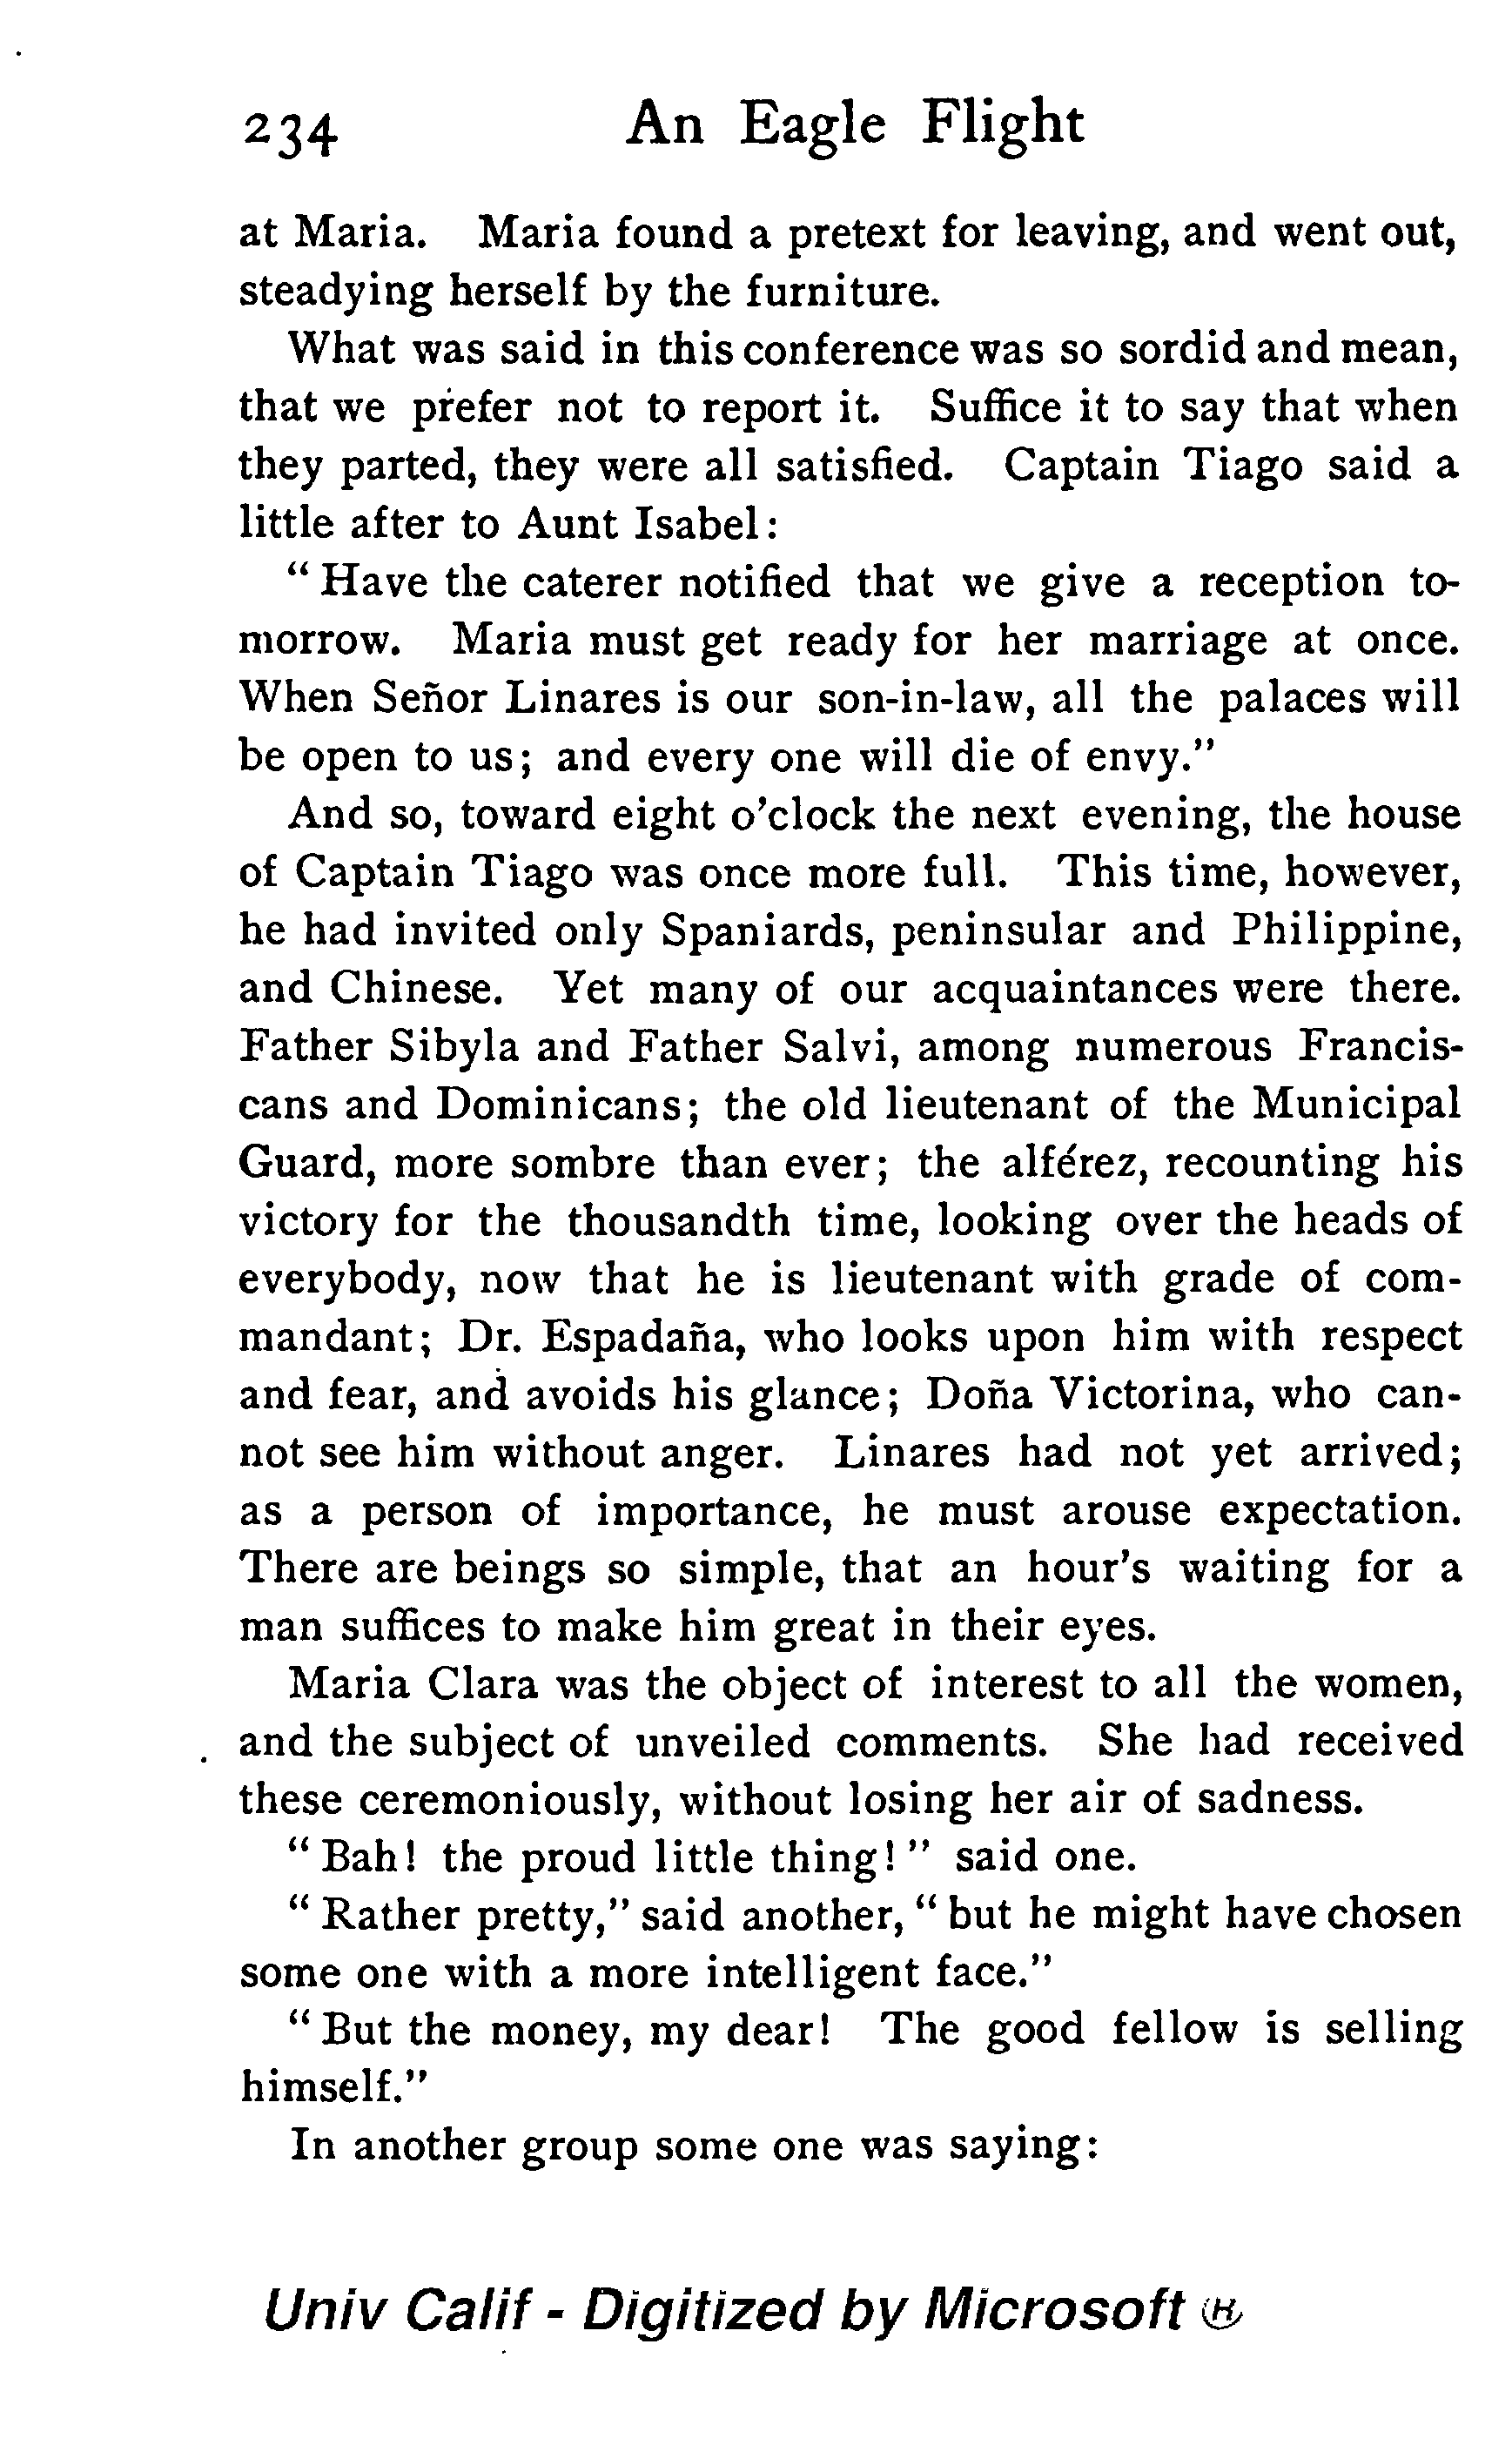 234 An Eagle Flight
at Maria. Maria found a pretext for leaving, and went out,
steadying herself by the furniture.
What was said in this conference was so sordid and mean,
that we prefer not to report it. Suffice it to say that when
they parted, they were all satisfied. Captain Tiago said a
little after to Aunt Isabel:
"Have the caterer notified that we give a reception to-
morrow. Maria must get ready for her marriage at once.
When Señor Linares is our son-in-law, all the palaces will
be open to us; and every one will die of envy."
And so, toward eight o'clock the next evening, the house
of Captain Tiago was once more full. This time, however,
he had invited only Spaniards, peninsular and Philippine,
and Chinese. Yet many of our acquaintances were there.
Father Sibyla and Father Salvi, among numerous Francis-
cans and Dominicans; the old lieutenant of the Municipal
Guard, more sombre than ever; the alférez, recounting his
victory for the thousandth time, looking over the heads of
everybody, now that he is lieutenant with grade of com-
mandant; Dr. Espadaña, who looks upon him with respect
and fear, and avoids his glance; Doña Victorina, who can-
not see him without anger. Linares had not yet arrived;
as a person of importance, he must arouse expectation.
There are beings so simple, that an hour's waiting for a
man suffices to make him great in their eyes.
Maria Clara was the object of interest to all the women,
and the subject of unveiled comments. She had received
these ceremoniously, without losing her air of sadness.
"Bah! the proud little thing!" said one.
"Rather pretty," said another, "but he might have chosen
some one with a more intelligent face."
"But the money, my dear! The good fellow is selling
himself."
In another group some one was saying:
Univ Calif - Digitized by Microsoft ®